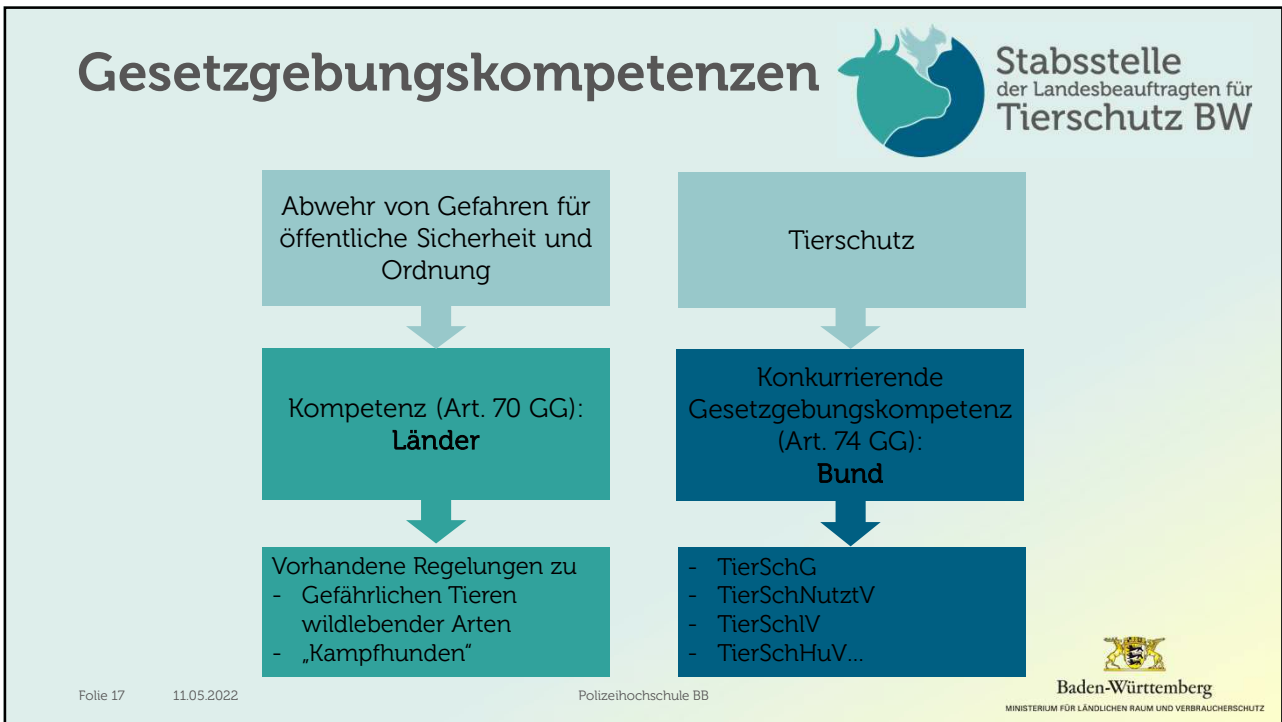 Gesetzgebungskompetenzen
Stabsstelle
der Landesbeauftragten für
Tierschutz BW
Abwehr von Gefahren für
öffentliche Sicherheit und
Ordnung
Kompetenz (Art. 70 GG):
Länder
Vorhandene Regelungen zu
- Gefährlichen Tieren
wildlebender Arten
- „Kampfhunden“
Tierschutz
Konkurrierende
Gesetzgebungskompetenz
(Art. 74 GG):
Bund
- TierSchG
- TierSchNutztV
- TierSchlV
- TierSchHuV...
Folie 17 11.05.2022 Polizeihochschule BB
Baden-Württemberg
MINISTERIUM FÜR LÄNDLICHEN RAUM UND VERBRAUCHERSCHUTZ